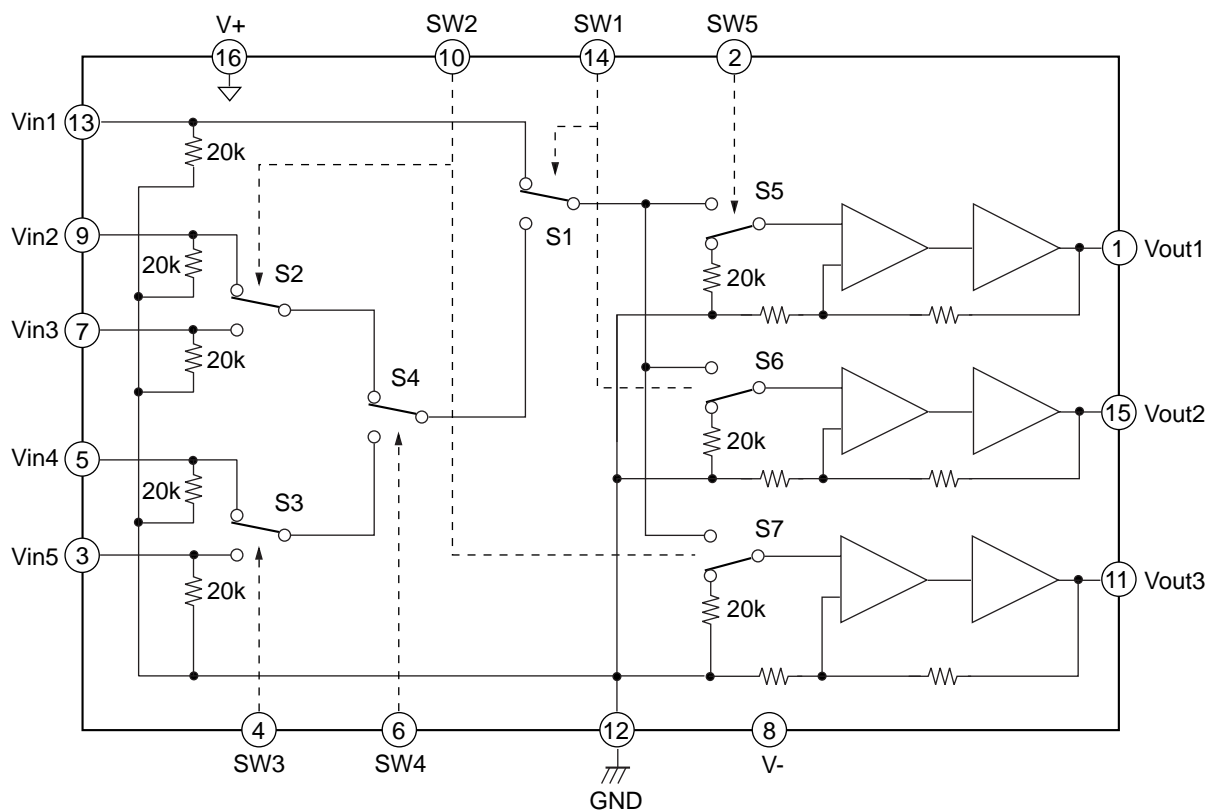 V+ SW2 SW1 SW5
16 10 14 2
Vin1 13
20k
S5
Vin2 9
S1
1 Vout1
20k
S2
20k
Vin3 7
20k
S6
S4
15 Vout2
20k
Vin4 5
20k
S3
S7
Vin5 3
11 Vout3
20k
20k
4 6 12 8
SW3 SW4 V-
GND